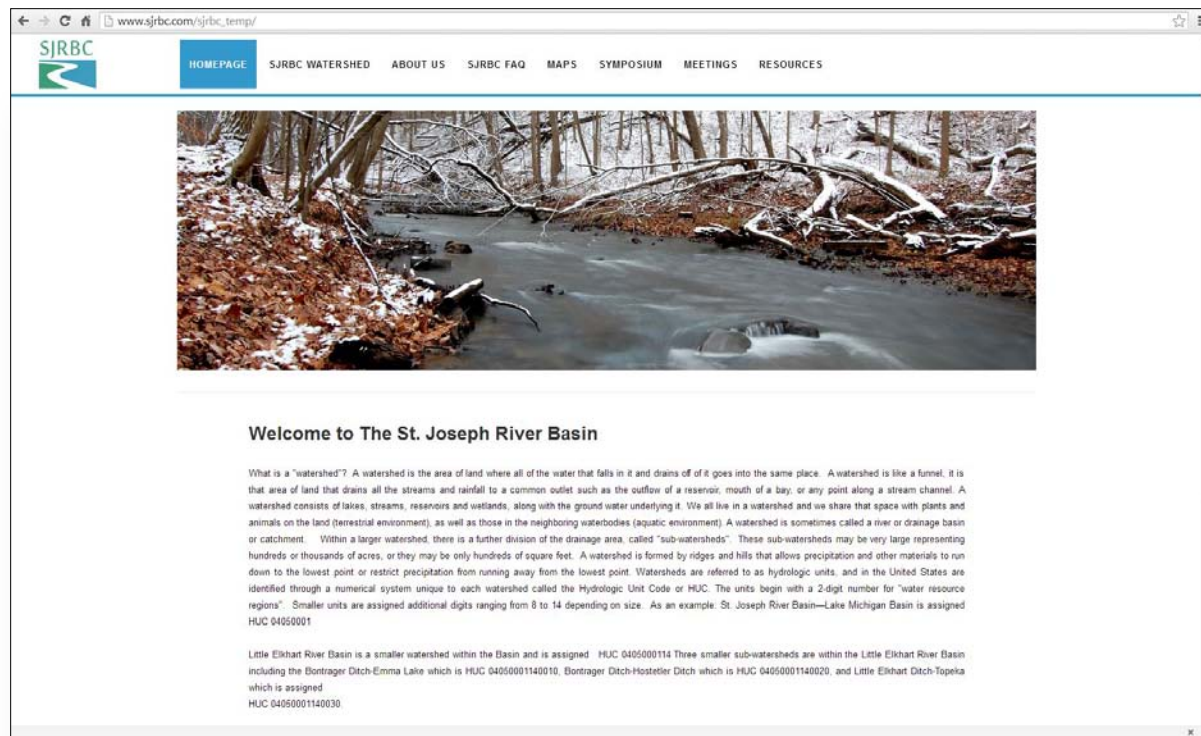 www.sjrbc.com/sjrbc_temp/
SJRBC
HOMEPAGE SJRBC WATERSHED ABOUT US SJRBC FAQ MAPS SYMPOSIUM MEETINGS RESOURCES
Welcome to The St. Joseph River Basin
What is a "watershed"? A watershed is the area of land where all of the water that falls in it and drains off of it goes into the same place. A watershed is like a funnel, it is
that area of land that drains all the streams and rainfall to a common outlet such as the outflow of a reservoir, mouth of a bay, or any point along a stream channel. A
watershed consists of lakes, streams, reservoirs and wetlands, along with the ground water underlying it. We all live in a watershed and we share that space with plants and
animals on the land (terrestrial environment), as well as those in the neighboring waterbodies (aquatic environment). A watershed is sometimes called a river or drainage basin
or catchment. Within a larger watershed, there is a further division of the drainage area, called "sub-watersheds". These sub-watersheds may be very large representing
hundreds or thousands of acres, or they may be only hundreds of square feet. A watershed is formed by ridges and hills that allows precipitation and other materials to run
down to the lowest point or restrict precipitation from running away from the lowest point. Watersheds are referred to as hydrologic units, and in the United States are
identified through a numerical system unique to each watershed called the Hydrologic Unit Code or HUC. The units begin with a 2-digit number for "water resource
regions". Smaller units are assigned additional digits ranging from 8 to 14 depending on size. As an example: St. Joseph River Basin—Lake Michigan Basin is assigned
HUC 04050001
Little Elkhart River Basin is a smaller watershed within the Basin and is assigned HUC 0405000114 Three smaller sub-watersheds are within the Little Elkhart River Basin
including the Bontrager Ditch-Emma Lake which is HUC 04050001140010, Bontrager Ditch-Hostetler Ditch which is HUC 04050001140020, and Little Elkhart Ditch-Topeka
which is assigned
HUC 04050001140030.